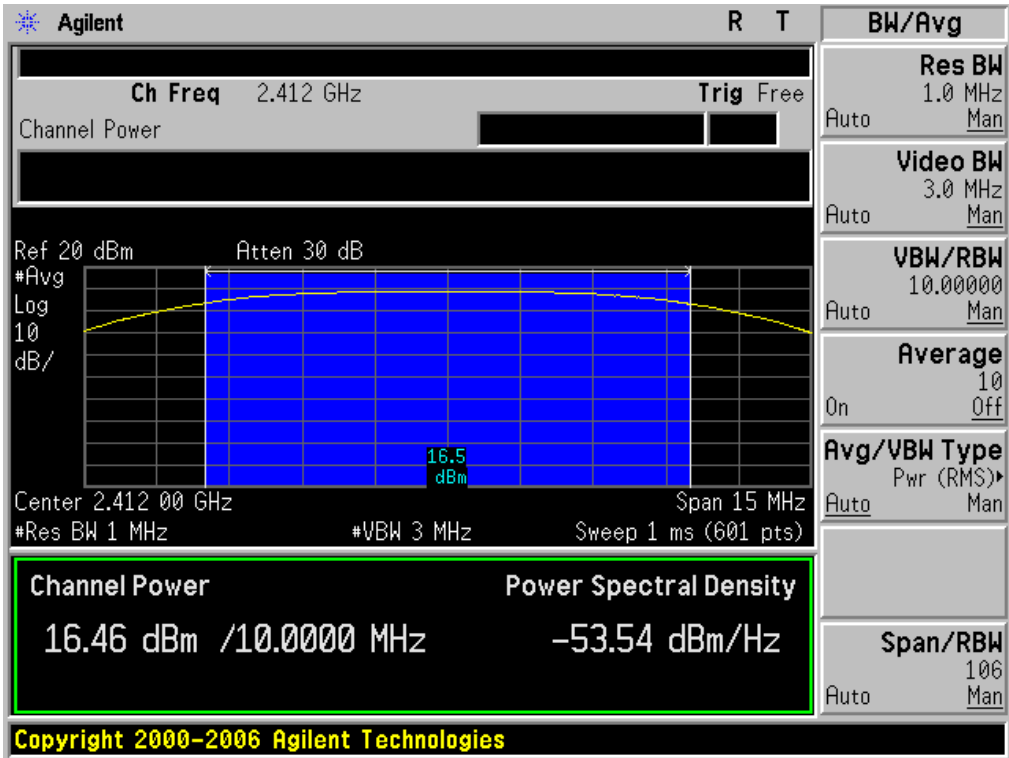 Agilent R T
Ch Freq 2.412 GHz Trig Free
Channel Power
Ref 20 dBm Atten 30 dB
#Avg
Log
10
dB/
16.5
dBm
Center 2.412 00 GHz Span 15 MHz
#Res BW 1 MHz #VBW 3 MHz Sweep 1 ms (601 pts)
Channel Power Power Spectral Density
16.46 dBm /10.0000 MHz -53.54 dBm/Hz
Copyright 2000-2006 Agilent Technologies
BW/Avg
Res BW
1.0 MHz
Auto Man
Video BW
3.0 MHz
Auto Man
VBW/RBW
10.00000
Auto Man
Average
10
On Off
Avg/VBW Type
Pwr (RMS)▸
Auto Man
Span/RBW
106
Auto Man